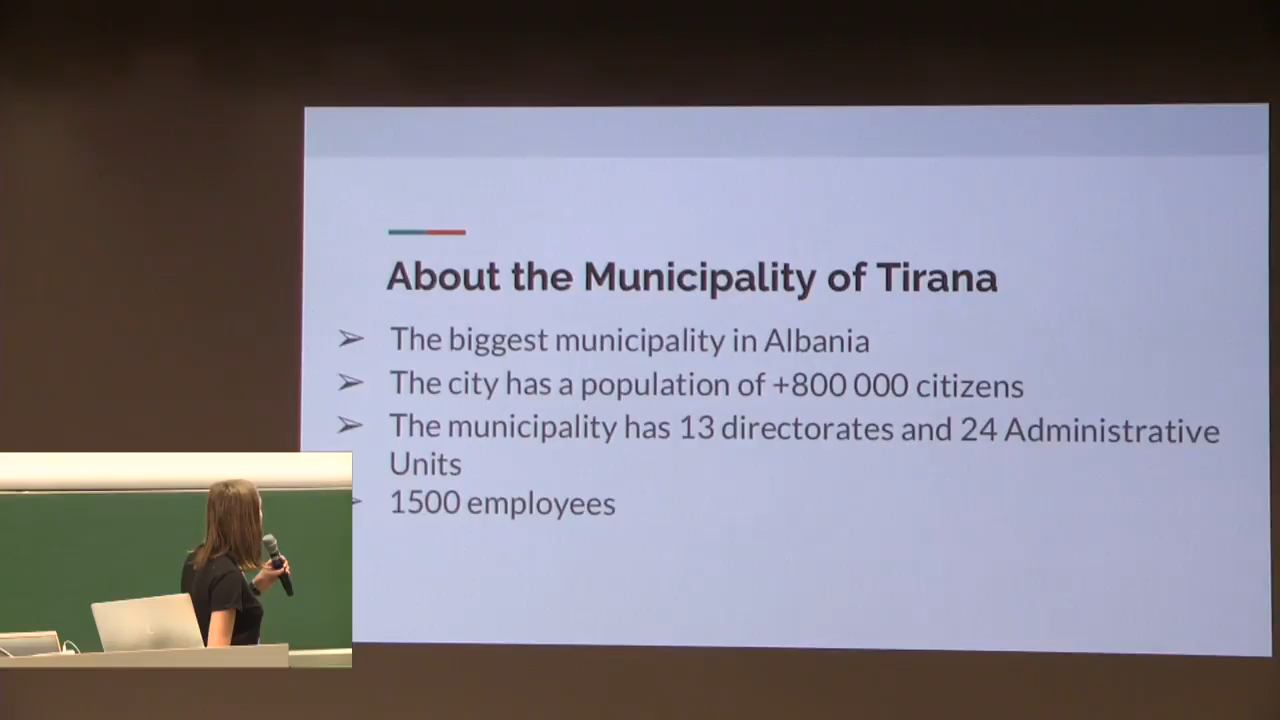 About the Municipality of Tirana
➢ The biggest municipality in Albania
➢ The city has a population of +800 000 citizens
➢ The municipality has 13 directorates and 24 Administrative
Units
➢ 1500 employees